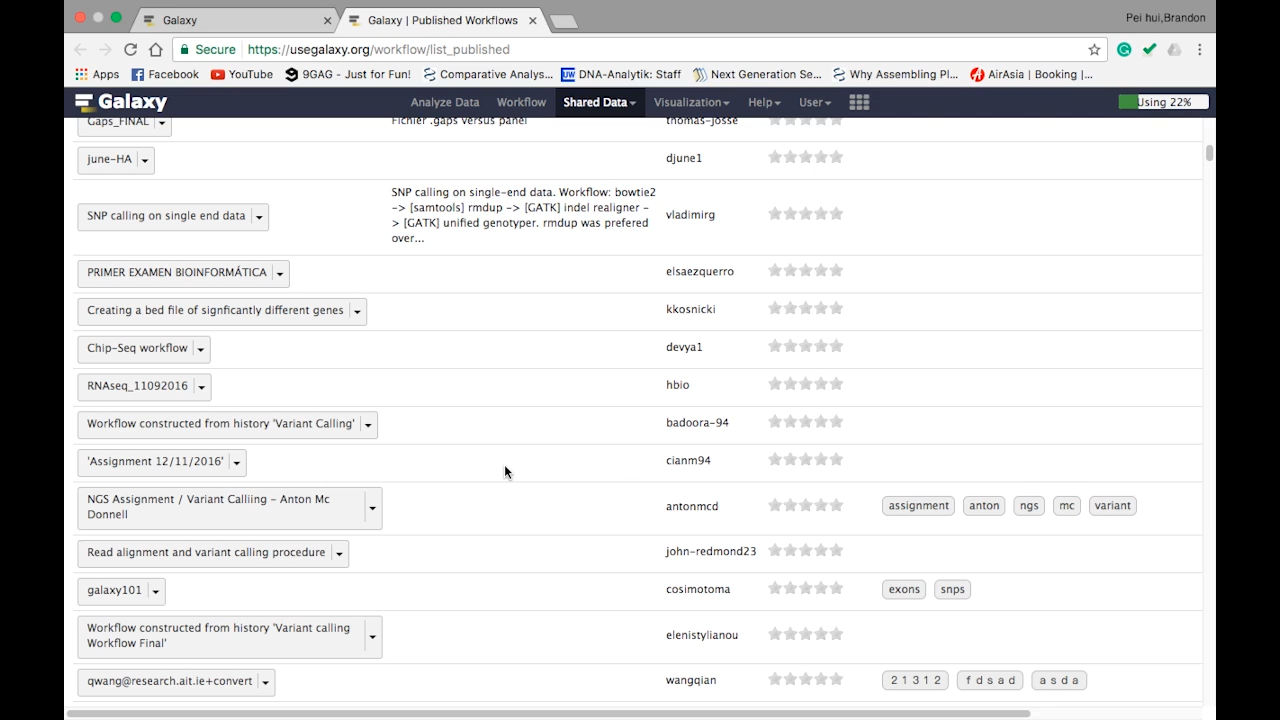 Galaxy
Galaxy | Published Workflows
Pei hui,Brandon
Secure https://usegalaxy.org/workflow/list_published
Apps Facebook YouTube 9GAG - Just for Fun! Comparative Analys... DNA-Analytik: Staff Next Generation Se... Why Assembling Pl... AirAsia | Booking |...
Galaxy Analyze Data Workflow Shared Data Visualization Help User Using 22%
Gaps_FINAL Fichier .gaps versus panel thomas-josse
june-HA djune1
SNP calling on single end data
SNP calling on single-end data. Workflow: bowtie2
-> [samtools] rmdup -> [GATK] indel realigner -
> [GATK] unified genotyper. rmdup was prefered
over...
vladimirg
PRIMER EXAMEN BIOINFORMÁTICA elsaezquerro
Creating a bed file of signficantly different genes kkosnicki
Chip-Seq workflow devya1
RNAseq_11092016 hbio
Workflow constructed from history 'Variant Calling' badoora-94
'Assignment 12/11/2016' cianm94
NGS Assignment / Variant Calliing - Anton Mc
Donnell
antonmcd assignment anton ngs mc variant
Read alignment and variant calling procedure john-redmond23
galaxy101 cosimotoma exons snps
Workflow constructed from history 'Variant calling
Workflow Final'
elenistylianou
qwang@research.ait.ie+convert wangqian 2 1 3 1 2 f d s a d a s d a